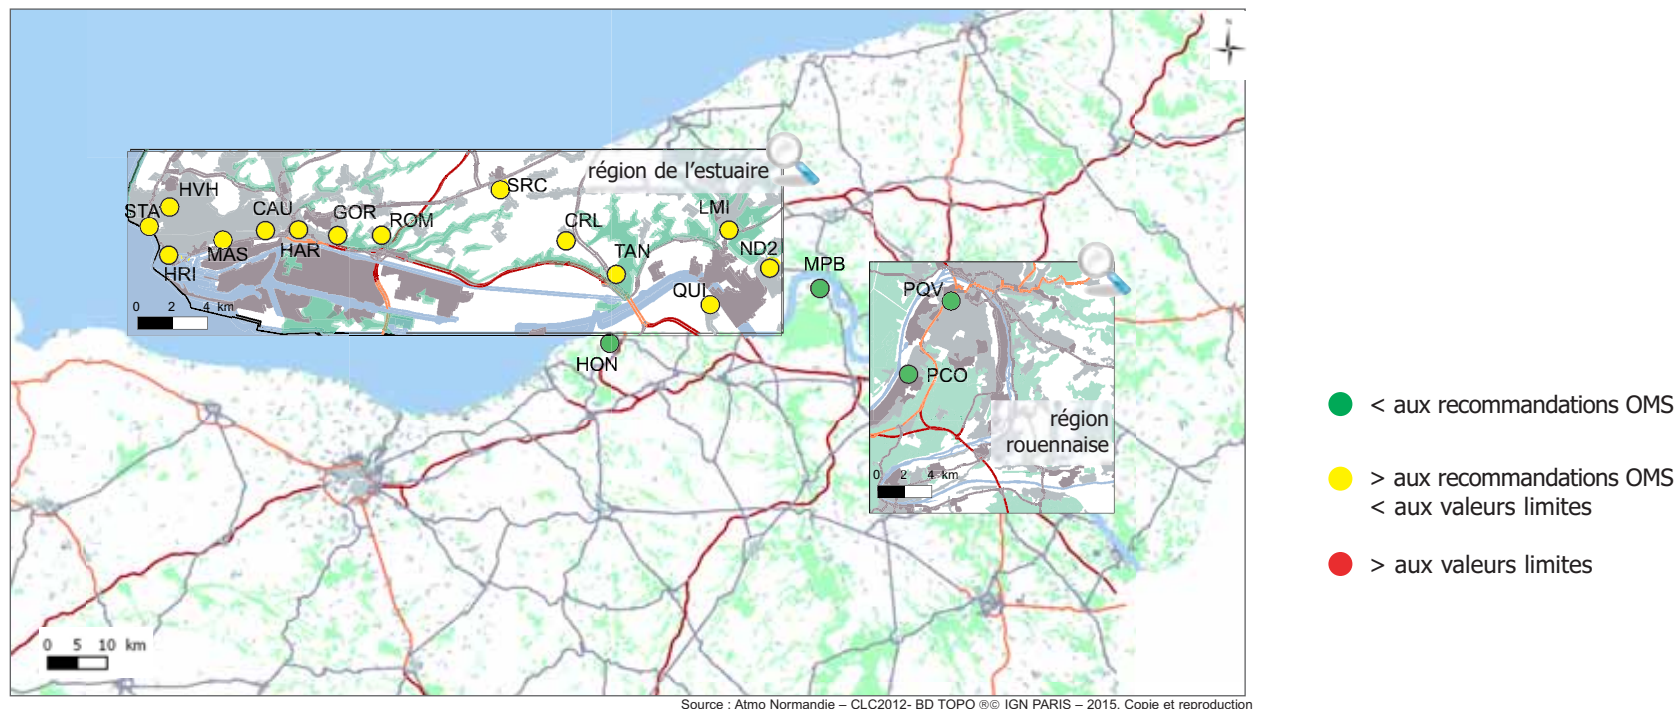 N
région de l'estuaire
SRC
HVH
LMI
STA
CAU
GOR
ROM
CRL
MAS
HAR
TAN
ND2
HRI
QUI
MPB
0 2 4 km
PQV
HON
PCO
région
rouennaise
0 2 4 km
0 5 10 km
< aux recommandations OMS
> aux recommandations OMS
< aux valeurs limites
> aux valeurs limites
Source : Atmo Normandie – CLC2012- BD TOPO ®© IGN PARIS – 2015. Copie et reproduction